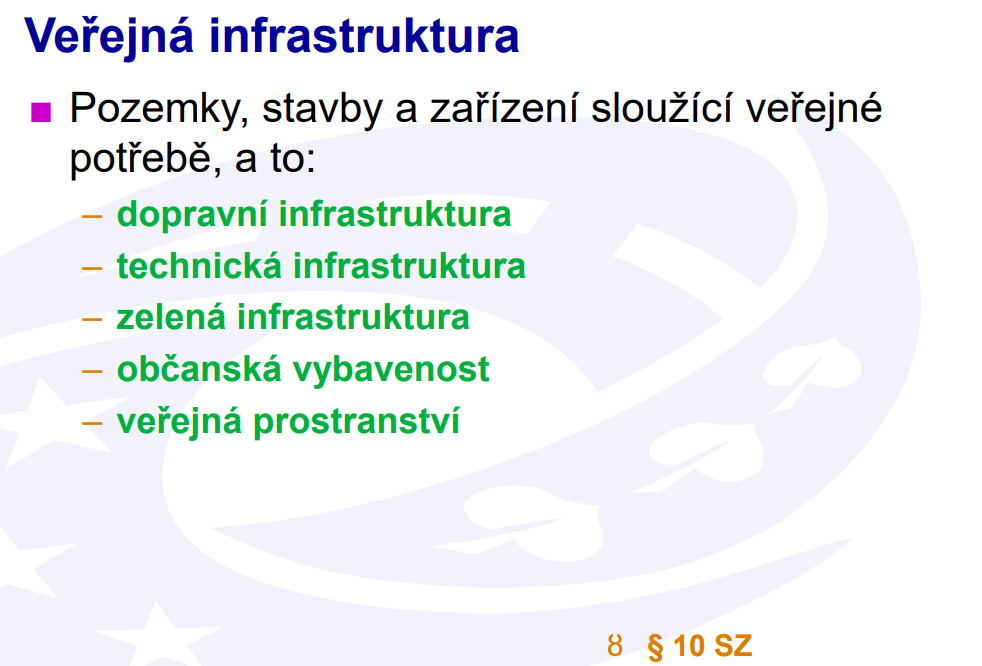 Veřejná infrastruktura
■ Pozemky, stavby a zařízení sloužící veřejné
potřebě, a to:
– dopravní infrastruktura
– technická infrastruktura
– zelená infrastruktura
– občanská vybavenost
– veřejná prostranství
8 § 10 SZ